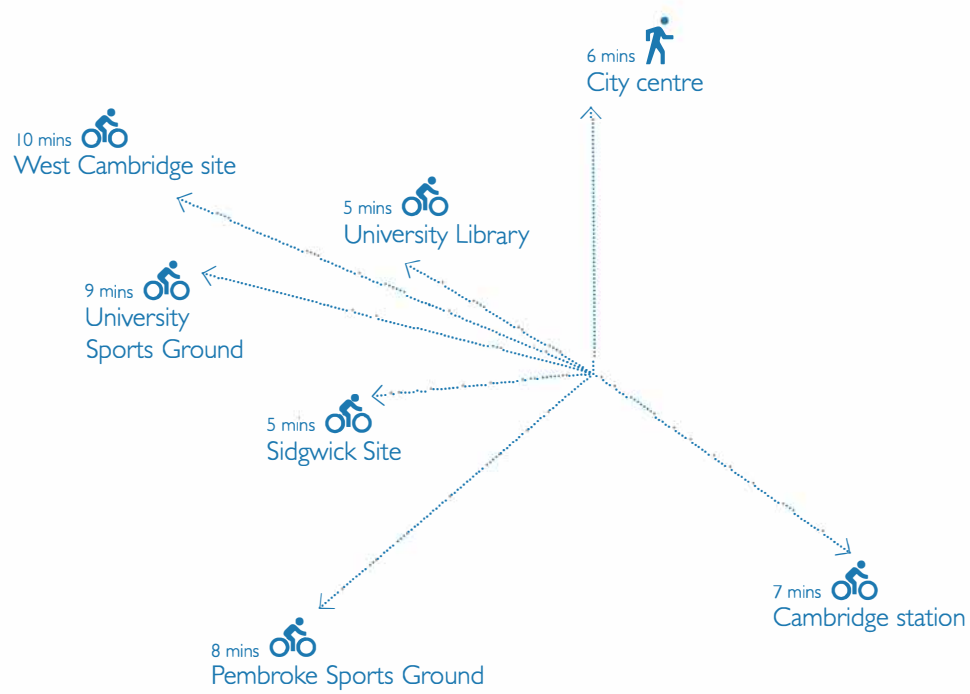 6 mins
City centre
10 mins
West Cambridge site
5 mins
University Library
9 mins
University
Sports Ground
5 mins
Sidgwick Site
7 mins
Cambridge station
8 mins
Pembroke Sports Ground